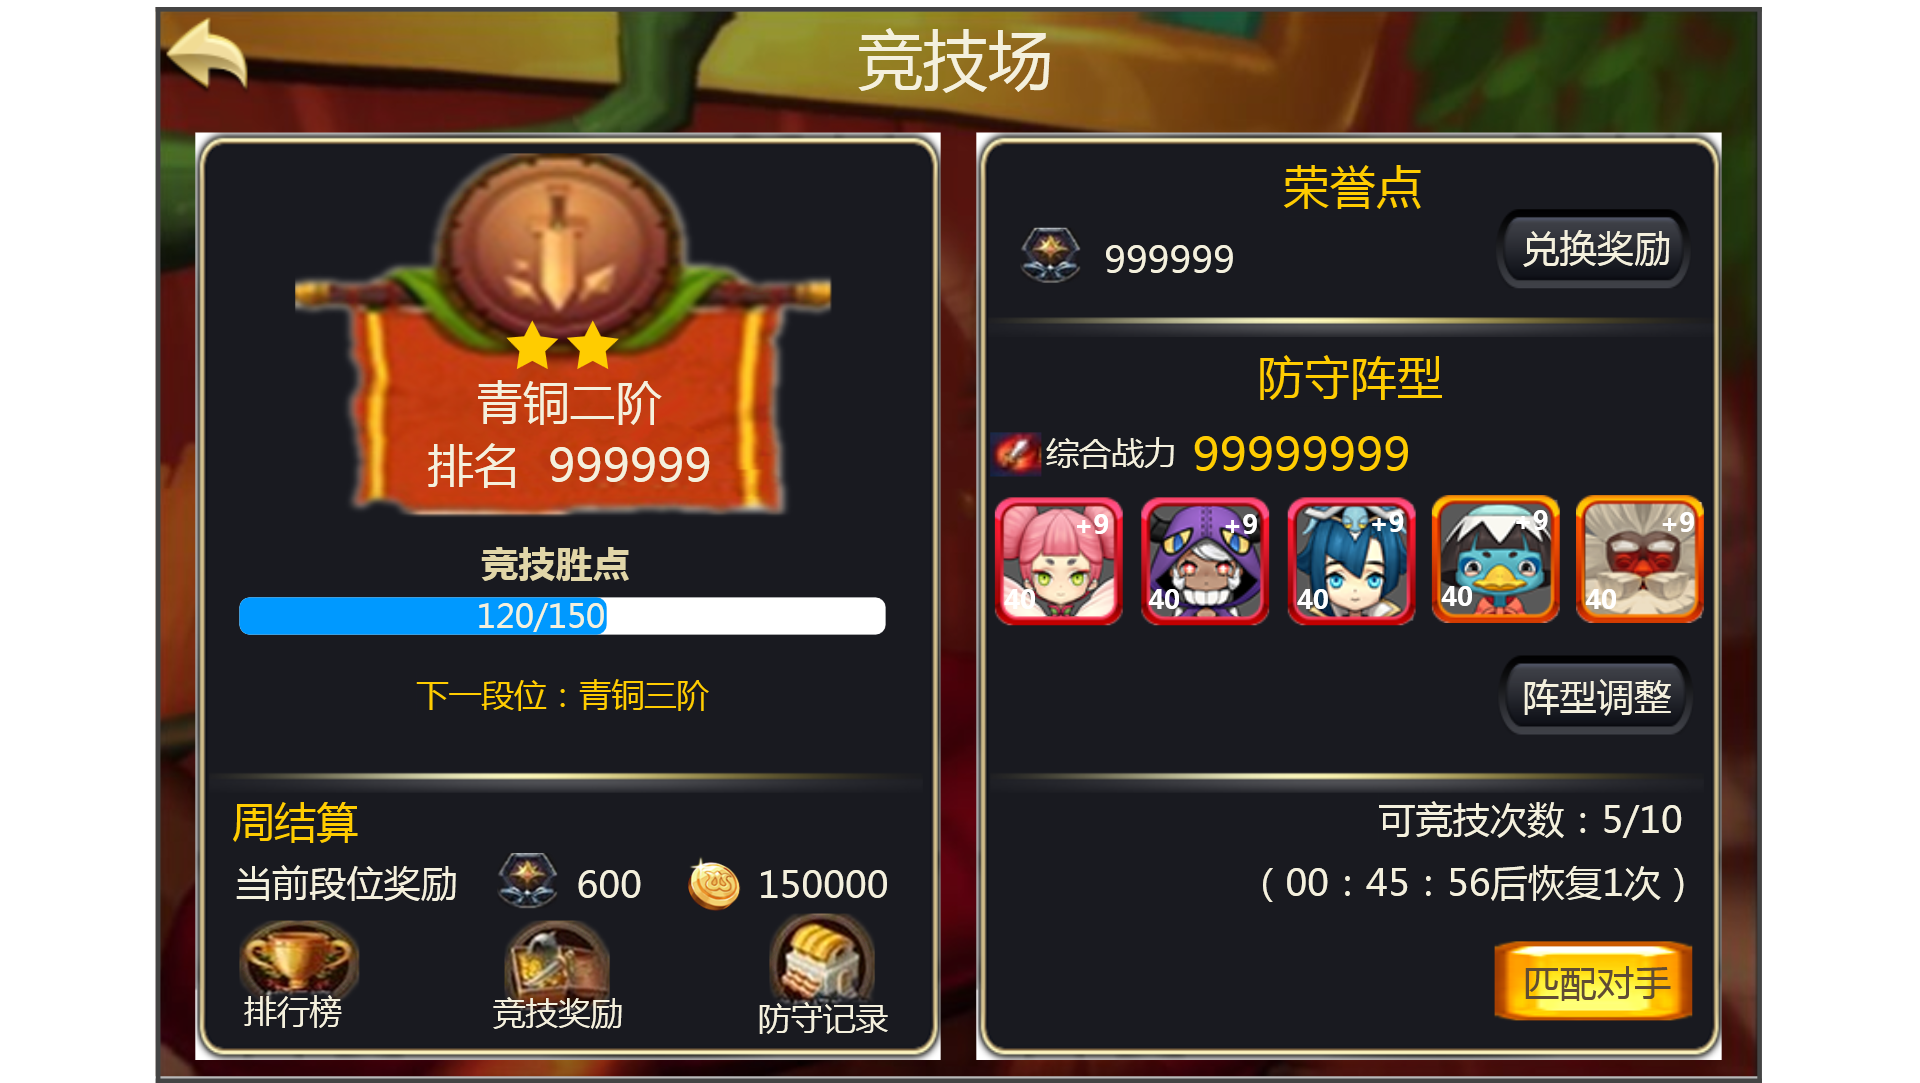 竞技场
青铜二阶
排名 999999
竞技胜点
120/150
下一段位：青铜三阶
周结算
当前段位奖励 600 150000
排行榜 竞技奖励 防守记录
荣誉点
999999 兑换奖励
防守阵型
综合战力 99999999
+9 +9 +9 +9 +9
40 40 40 40 40
阵型调整
可竞技次数：5/10
（00：45：56后恢复1次）
匹配对手